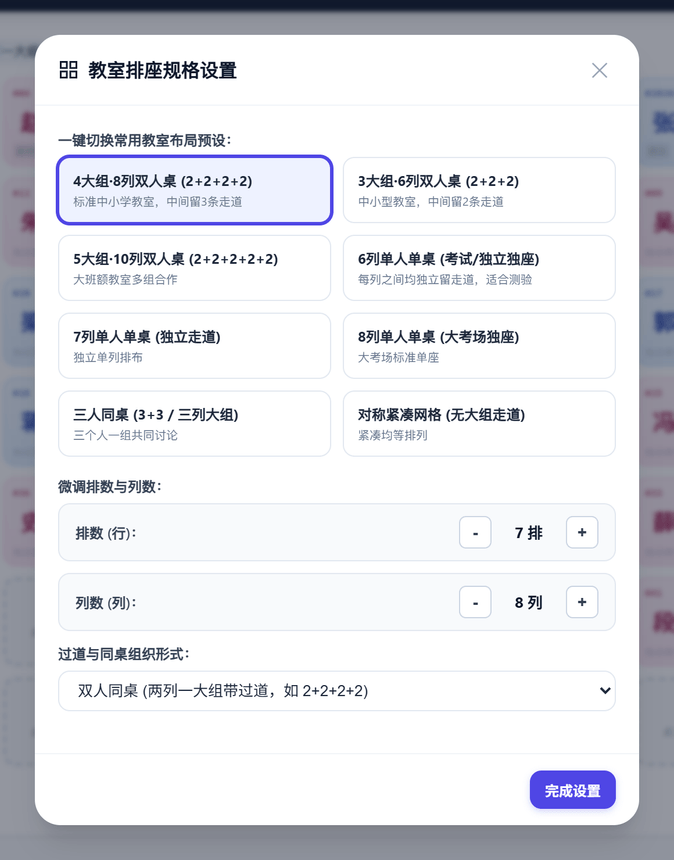 教室排座规格设置
一键切换常用教室布局预设：
4大组·8列双人桌 (2+2+2+2)
标准中小学教室，中间留3条走道
3大组·6列双人桌 (2+2+2)
中小型教室，中间留2条走道
5大组·10列双人桌 (2+2+2+2+2)
大班额教室多组合作
6列单人单桌 (考试/独立独座)
每列之间均独立留走道，适合测验
7列单人单桌 (独立走道)
独立单列排布
8列单人单桌 (大考场独座)
大考场标准单座
三人同桌 (3+3 / 三列大组)
三个人一组共同讨论
对称紧凑网格 (无大组走道)
紧凑均等排列
微调排数与列数：
排数 (行)：
-
7 排
+
列数 (列)：
-
8 列
+
过道与同桌组织形式：
双人同桌 (两列一大组带过道，如 2+2+2+2)
完成设置